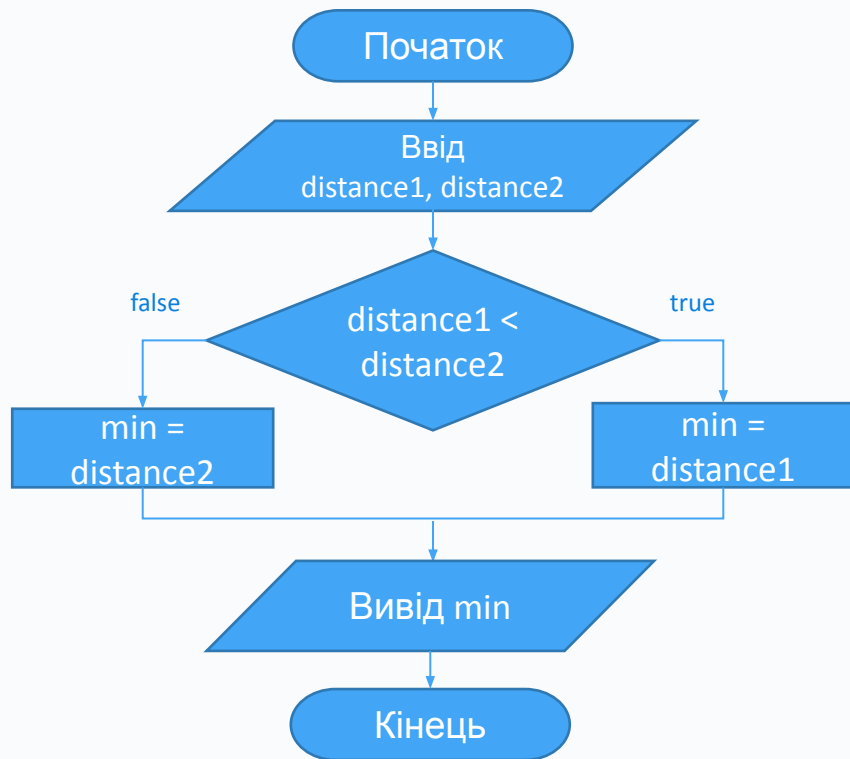 Початок
Ввід
distance1, distance2
false
distance1 <
distance2
true
min =
distance2
min =
distance1
Вивід min
Кінець